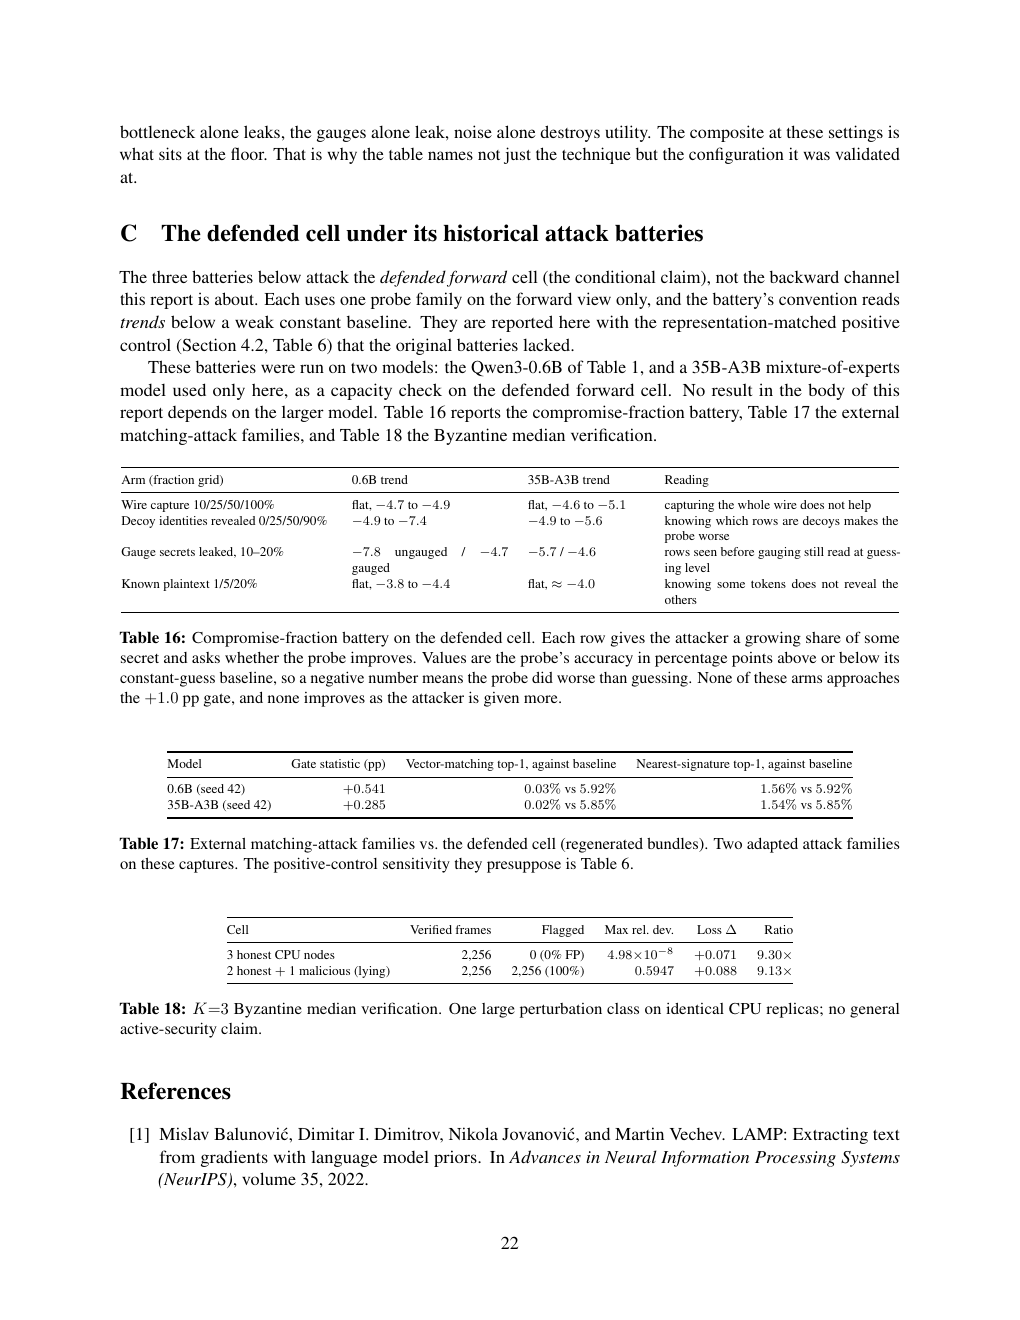 bottleneck alone leaks, the gauges alone leak, noise alone destroys utility. The composite at these settings is
what sits at the floor. That is why the table names not just the technique but the configuration it was validated
at.
C The defended cell under its historical attack batteries
The three batteries below attack the defended forward cell (the conditional claim), not the backward channel
this report is about. Each uses one probe family on the forward view only, and the battery's convention reads
trends below a weak constant baseline. They are reported here with the representation-matched positive
control (Section 4.2, Table 6) that the original batteries lacked.
These batteries were run on two models: the Qwen3-0.6B of Table 1, and a 35B-A3B mixture-of-experts
model used only here, as a capacity check on the defended forward cell. No result in the body of this
report depends on the larger model. Table 16 reports the compromise-fraction battery, Table 17 the external
matching-attack families, and Table 18 the Byzantine median verification.
Arm (fraction grid) 0.6B trend 35B-A3B trend Reading
Wire capture 10/25/50/100% flat, −4.7 to −4.9 flat, −4.6 to −5.1 capturing the whole wire does not help
Decoy identities revealed 0/25/50/90% −4.9 to −7.4 −4.9 to −5.6 knowing which rows are decoys makes the
probe worse
Gauge secrets leaked, 10–20% −7.8 ungauged / −4.7 −5.7 / −4.6 rows seen before gauging still read at guess-
gauged ing level
Known plaintext 1/5/20% flat, −3.8 to −4.4 flat, ≈ −4.0 knowing some tokens does not reveal the
others
Table 16: Compromise-fraction battery on the defended cell. Each row gives the attacker a growing share of some
secret and asks whether the probe improves. Values are the probe's accuracy in percentage points above or below its
constant-guess baseline, so a negative number means the probe did worse than guessing. None of these arms approaches
the +1.0 pp gate, and none improves as the attacker is given more.
Model Gate statistic (pp) Vector-matching top-1, against baseline Nearest-signature top-1, against baseline
0.6B (seed 42) +0.541 0.03% vs 5.92% 1.56% vs 5.92%
35B-A3B (seed 42) +0.285 0.02% vs 5.85% 1.54% vs 5.85%
Table 17: External matching-attack families vs. the defended cell (regenerated bundles). Two adapted attack families
on these captures. The positive-control sensitivity they presuppose is Table 6.
Cell Verified frames Flagged Max rel. dev. Loss Δ Ratio
3 honest CPU nodes 2,256 0 (0% FP) 4.98×10⁻⁸ +0.071 9.30×
2 honest + 1 malicious (lying) 2,256 2,256 (100%) 0.5947 +0.088 9.13×
Table 18: K=3 Byzantine median verification. One large perturbation class on identical CPU replicas; no general
active-security claim.
References
[1] Mislav Balunović, Dimitar I. Dimitrov, Nikola Jovanović, and Martin Vechev. LAMP: Extracting text
from gradients with language model priors. In Advances in Neural Information Processing Systems
(NeurIPS), volume 35, 2022.
22